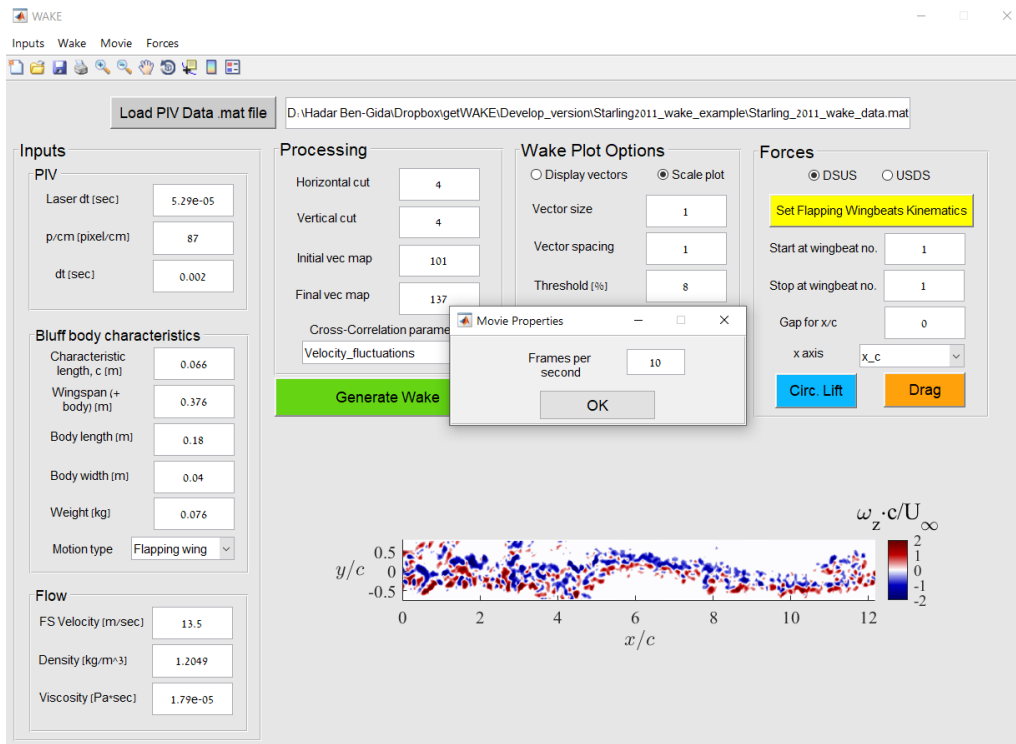 WAKE
Inputs Wake Movie Forces
Load PIV Data .mat file
D:\Hadar Ben-Gida\Dropbox\getWAKE\Develop_version\Starling2011_wake_example\Starling_2011_wake_data.mat
Inputs
PIV
Laser dt [sec] 5.29e-05
p/cm [pixel/cm] 87
dt [sec] 0.002
Bluff body characteristics
Characteristic
length, c [m] 0.066
Wingspan (+
body) [m] 0.376
Body length [m] 0.18
Body width [m] 0.04
Weight [kg] 0.076
Motion type Flapping wing
Flow
FS Velocity [m/sec] 13.5
Density [kg/m^3] 1.2049
Viscosity [Pa*sec] 1.79e-05
Processing
Horizontal cut 4
Vertical cut 4
Initial vec map 101
Final vec map 137
Cross-Correlation parame
Velocity_fluctuations
Generate Wake
Wake Plot Options
Display vectors Scale plot
Vector size 1
Vector spacing 1
Threshold [%] 8
Movie Properties
Frames per
second 10
OK
Forces
DSUS USDS
Set Flapping Wingbeats Kinematics
Start at wingbeat no. 1
Stop at wingbeat no. 1
Gap for x/c 0
x axis x_c
Circ. Lift Drag
ω_z·c/U_∞
2
1
0
-1
-2
y/c
0.5
0
-0.5
0 2 4 6 8 10 12
x/c